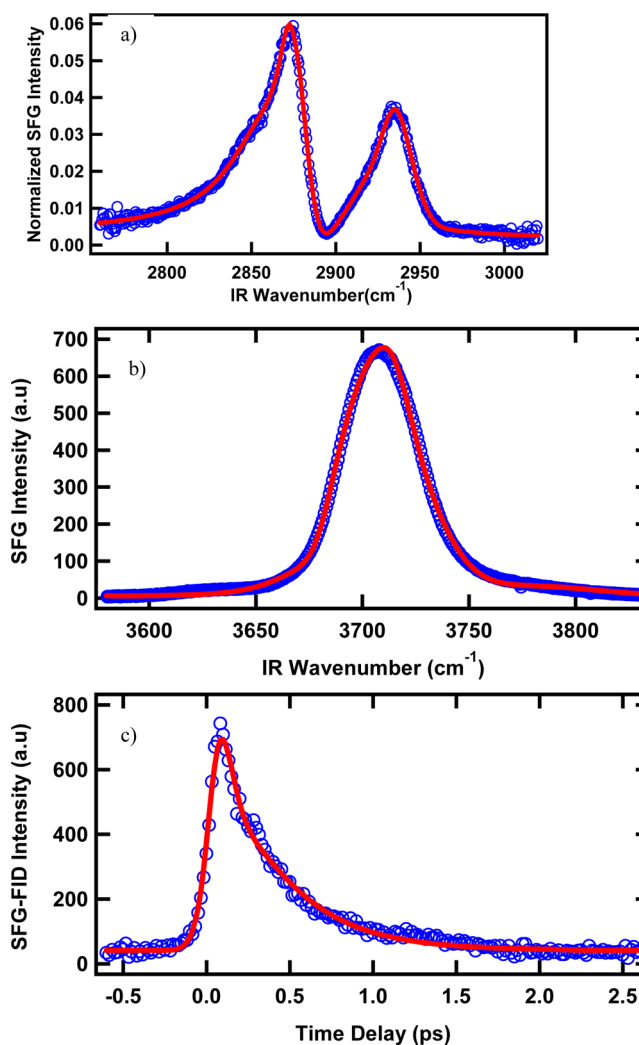 a)
Normalized SFG Intensity
0.06
0.05
0.04
0.03
0.02
0.01
0.00
2800 2850 2900 2950 3000
IR Wavenumber(cm⁻¹)
b)
SFG Intensity (a.u)
700
600
500
400
300
200
100
0
3600 3650 3700 3750 3800
IR Wavenumber (cm⁻¹)
c)
SFG-FID Intensity (a.u)
800
600
400
200
0
-0.5 0.0 0.5 1.0 1.5 2.0 2.5
Time Delay (ps)